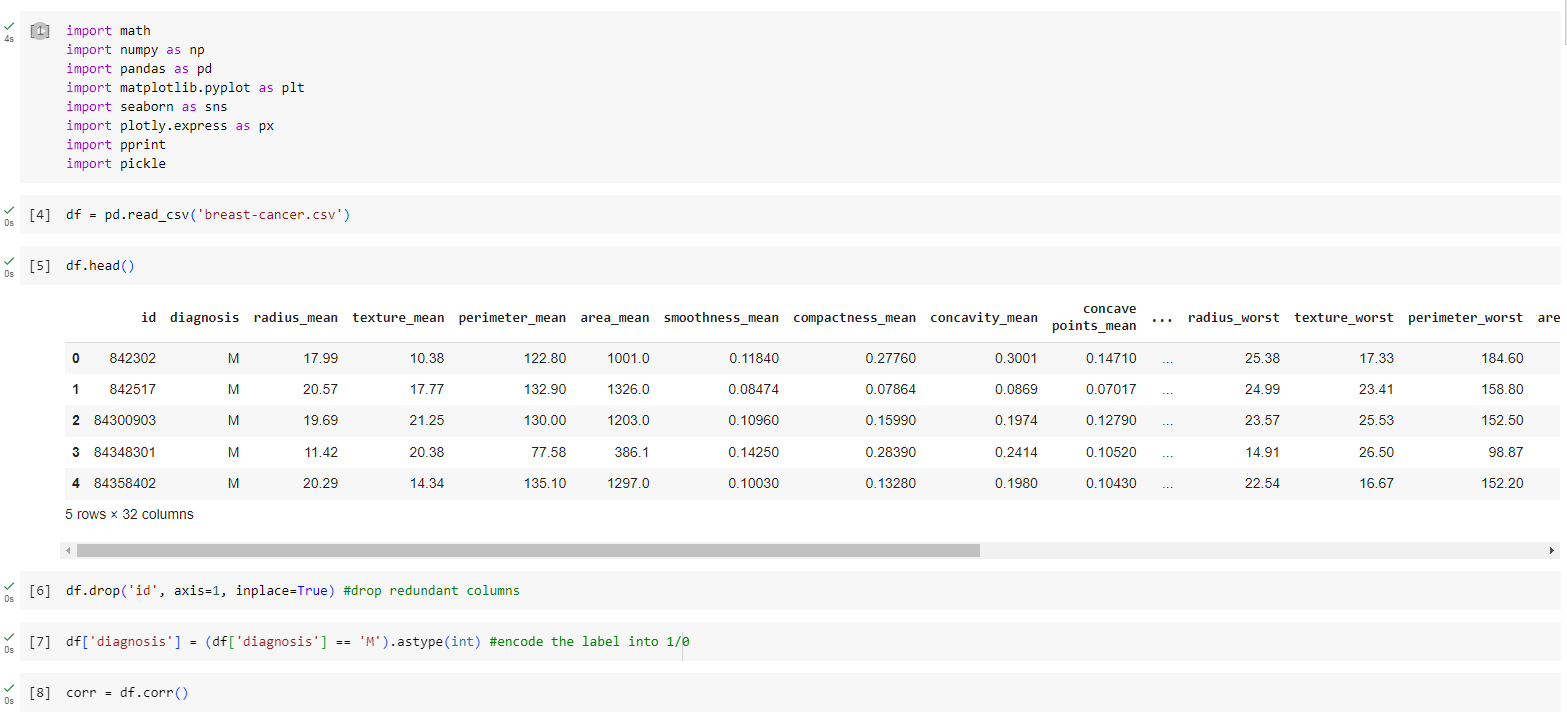 4s
[1]
import math
import numpy as np
import pandas as pd
import matplotlib.pyplot as plt
import seaborn as sns
import plotly.express as px
import pprint
import pickle
0s
[4] df = pd.read_csv('breast-cancer.csv')
0s
[5] df.head()
id diagnosis radius_mean texture_mean perimeter_mean area_mean smoothness_mean compactness_mean concavity_mean concave points_mean ... radius_worst texture_worst perimeter_worst are
0 842302 M 17.99 10.38 122.80 1001.0 0.11840 0.27760 0.3001 0.14710 ... 25.38 17.33 184.60
1 842517 M 20.57 17.77 132.90 1326.0 0.08474 0.07864 0.0869 0.07017 ... 24.99 23.41 158.80
2 84300903 M 19.69 21.25 130.00 1203.0 0.10960 0.15990 0.1974 0.12790 ... 23.57 25.53 152.50
3 84348301 M 11.42 20.38 77.58 386.1 0.14250 0.28390 0.2414 0.10520 ... 14.91 26.50 98.87
4 84358402 M 20.29 14.34 135.10 1297.0 0.10030 0.13280 0.1980 0.10430 ... 22.54 16.67 152.20
5 rows × 32 columns
0s
[6] df.drop('id', axis=1, inplace=True) #drop redundant columns
0s
[7] df['diagnosis'] = (df['diagnosis'] == 'M').astype(int) #encode the label into 1/0
0s
[8] corr = df.corr()